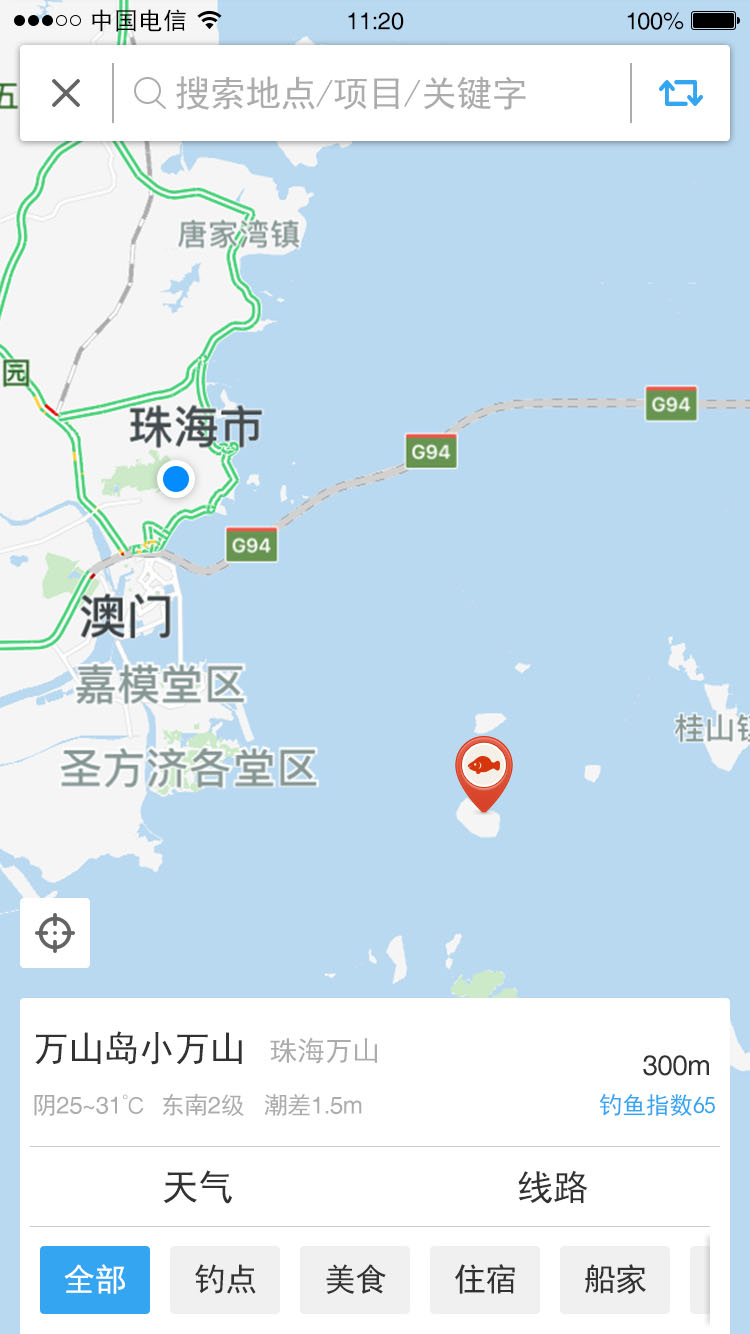 中国电信 11:20 100%
五
搜索地点/项目/关键字
唐家湾镇
园
G94
珠海市
G94
G94
澳门
嘉模堂区
桂山镇
圣方济各堂区
万山岛小万山 珠海万山
300m
阴25~31℃ 东南2级 潮差1.5m 钓鱼指数65
天气 线路
全部 钓点 美食 住宿 船家